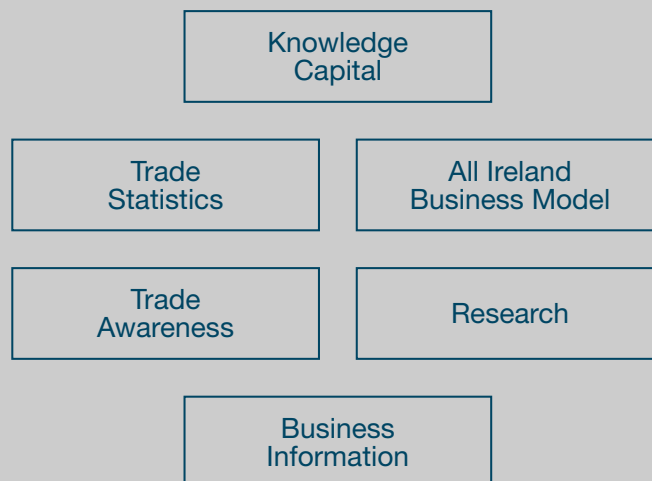 Knowledge
Capital
Trade
Statistics
All Ireland
Business Model
Trade
Awareness
Research
Business
Information